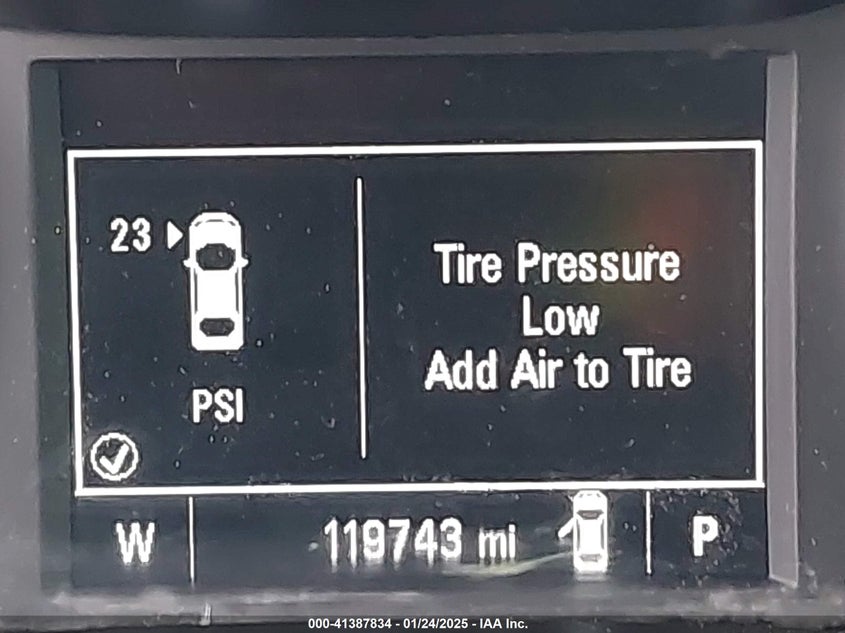 23
PSI
Tire Pressure
Low
Add Air to Tire
W
119743 mi
P
000-41387834 - 01/24/2025 - IAA Inc.